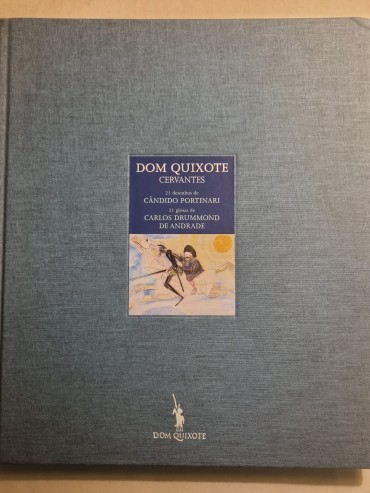 DOM QUIXOTE
CERVANTES
21 desenhos de
CÂNDIDO PORTINARI
21 glosas de
CARLOS DRUMMOND
DE ANDRADE
DOM QUIXOTE